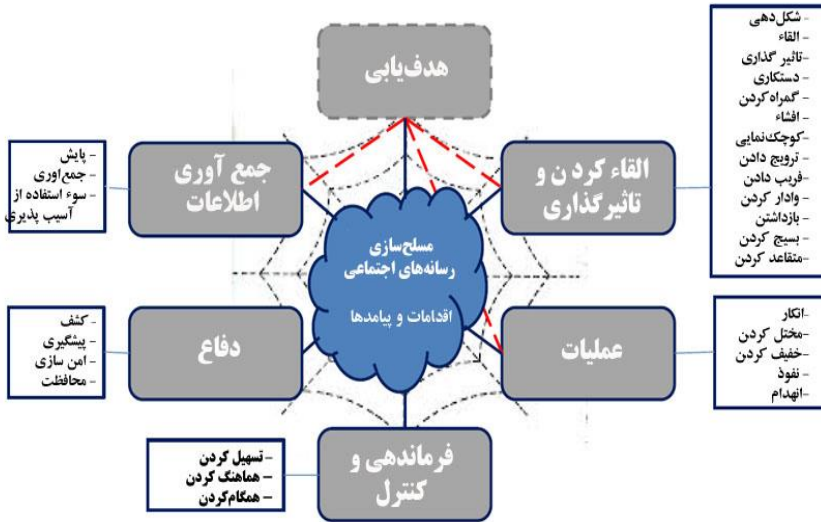 هدف‌یابی
القاء کرد ن و
تاثیرگذاری
- شکل‌دهی
- القاء
-تاثیر گذاری
- دستکاری
- گمراه‌کردن
- افشاء
-کوچک‌نمایی
- ترویج دادن
- فریب دادن
- وادار کردن
- بازداشتن
- بسیج کردن
-متقاعد کردن
جمع آوری
اطلاعات
- پایش
- جمع‌اوری
- سوء استفاده از
آسیب پذیری
مسلح‌سازی
رسانه‌های اجتماعی
اقدامات و پیامدها
عملیات
-انکار
-مختل کردن
-خفیف کردن
- نفوذ
-انهدام
دفاع
- کشف
- پیشگیری
- امن سازی
- محافظت
فرماندهی و
کنترل
- تسهیل کردن
- هماهنگ کردن
- همگام‌کردن